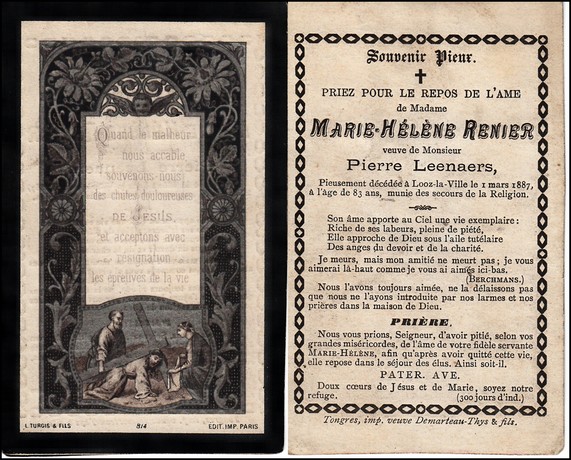 Quand le malheur
nous accable,
souvenons-nous
des chutes douloureuses
DE JÉSUS,
et acceptons avec
résignation
les épreuves de la vie
L. TURGIS & FILS
814
EDIT. IMP. PARIS
Souvenir Pieux.
PRIEZ POUR LE REPOS DE L'AME
de Madame
MARIE-HÉLÈNE RENIER
veuve de Monsieur
Pierre Leenaers,
Pieusement décédée à Looz-la-Ville le 1 mars 1887,
à l'âge de 83 ans, munie des secours de la Religion.
Son âme apporte au Ciel une vie exemplaire:
Riche de ses labeurs, pleine de piété,
Elle approche de Dieu sous l'aile tutélaire
Des anges du devoir et de la charité.
Je meurs, mais mon amitié ne meurt pas; je vous
aimerai là-haut comme je vous ai aimés ici-bas.
(BERCHMANS.)
Nous l'avons toujours aimée, ne la délaissons pas
que nous ne l'ayons introduite par nos larmes et nos
prières dans la maison de Dieu.
PRIÈRE.
Nous vous prions, Seigneur, d'avoir pitié, selon vos
grandes miséricordes, de l'âme de votre fidèle servante
MARIE-HÉLÈNE, afin qu'après avoir quitté cette vie,
elle repose dans le séjour des élus. Ainsi soit-il.
PATER. AVE.
Doux cœurs de Jésus et de Marie, soyez notre
refuge. (300 jours d'ind.)
Tongres, imp. veuve Demarteau-Thys & fils.